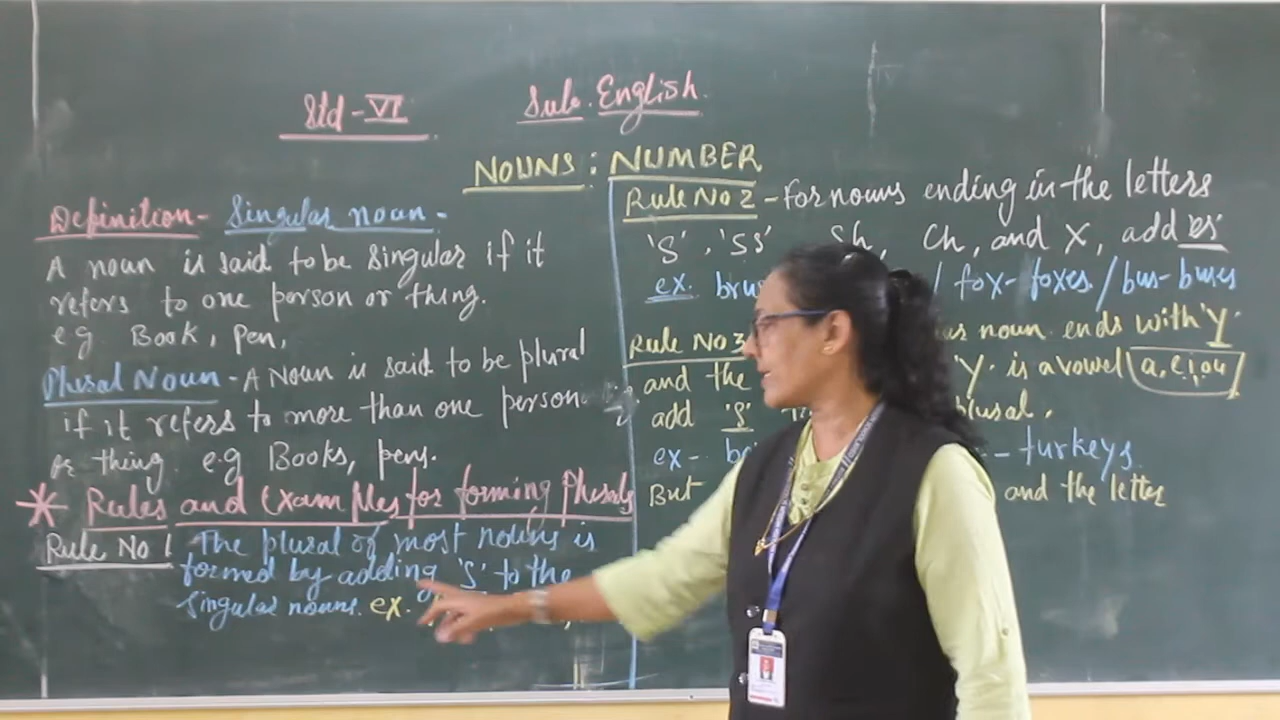 Std - VI
Sub. English.
NOUNS : NUMBER
Definition - Singular noun -
A noun is said to be singular if it
refers to one person or thing.
eg Book, Pen,
Plural Noun - A Noun is said to be plural
if it refers to more than one person
or thing e.g Books, pens.
* Rules and Examples for forming Plurals
Rule No 1 The plural of most nouns is
formed by adding 's' to the
singular nouns. ex.
Rule No 2 - For nouns ending in the letters
's', 'ss' Sh, Ch, and X, add es
ex. / fox - foxes / bus - buses
Rule No 3 noun ends with 'Y'
and the 'Y' is a vowel (a, e, i, o u)
add 's' plural.
ex - - turkeys
But and the letter